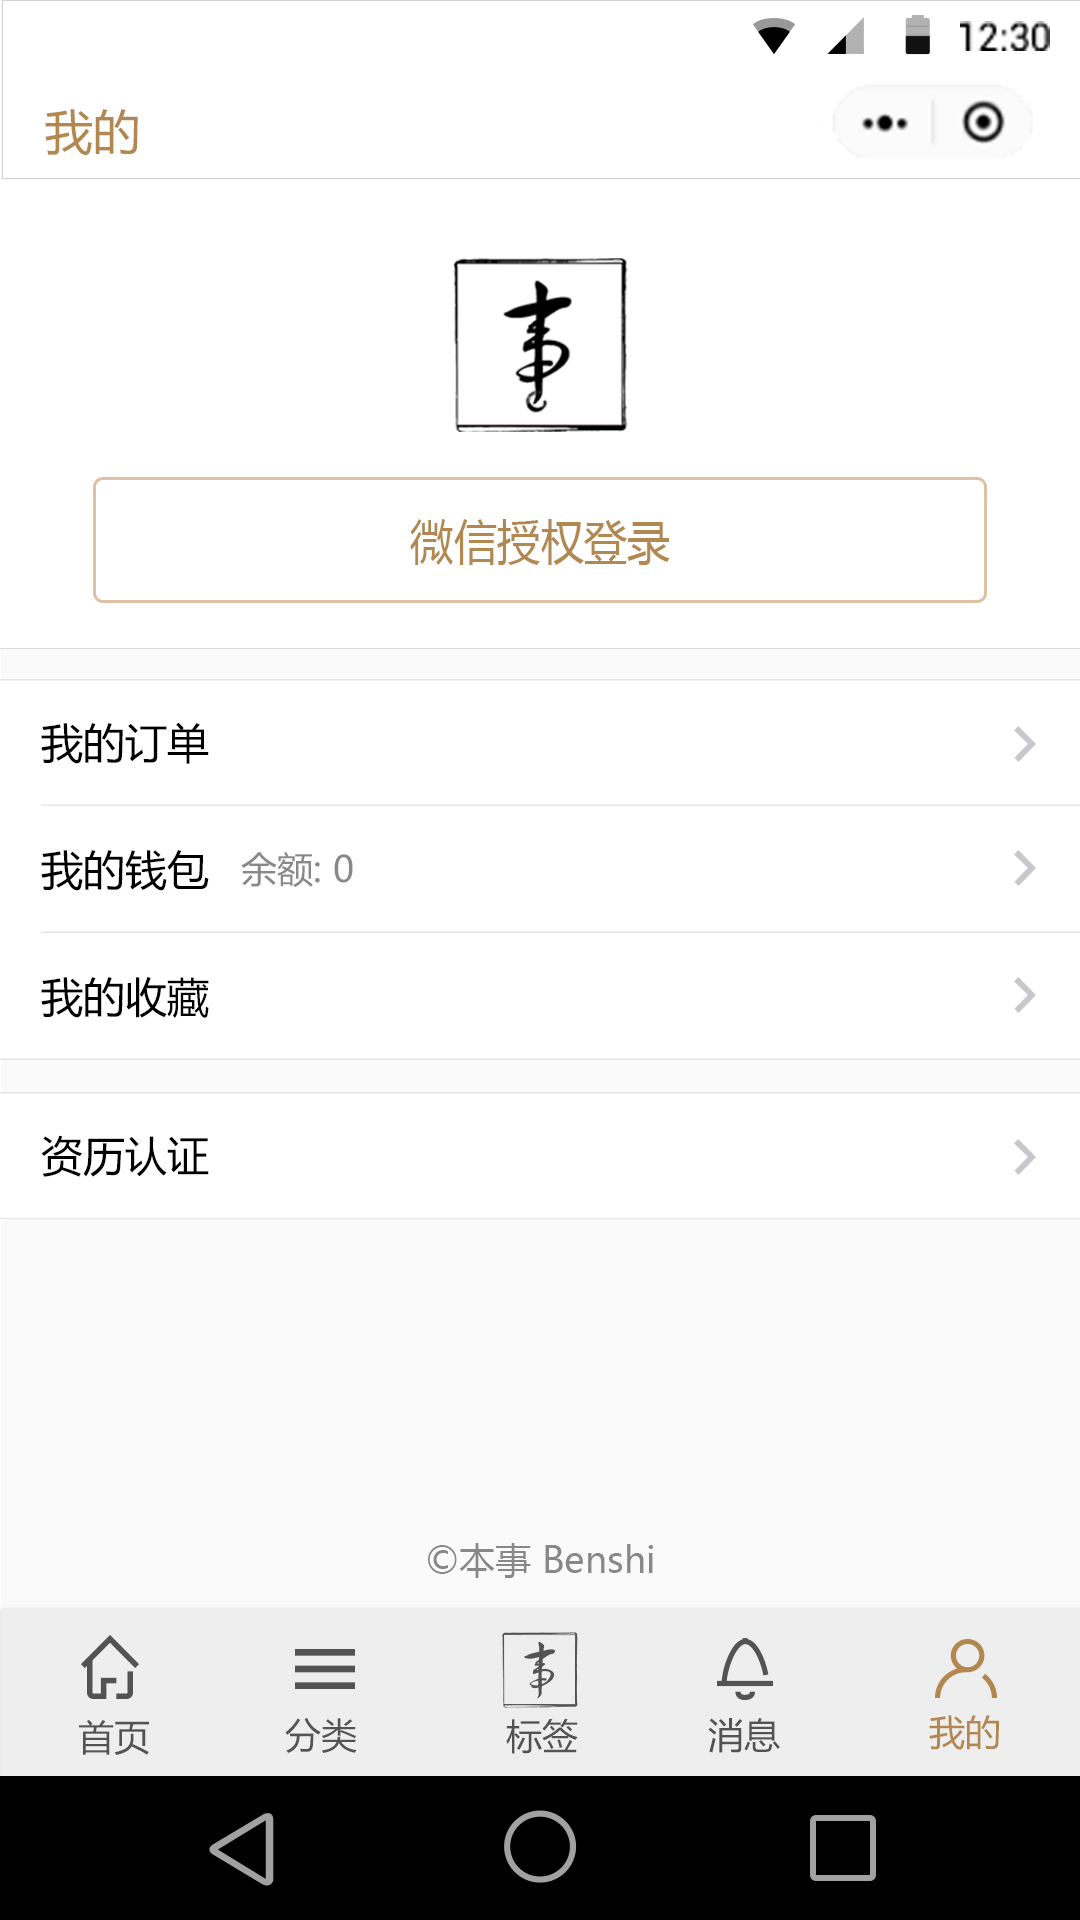 12:30
我的
事
微信授权登录
我的订单
我的钱包 余额: 0
我的收藏
资历认证
©本事 Benshi
事
首页 分类 标签 消息 我的